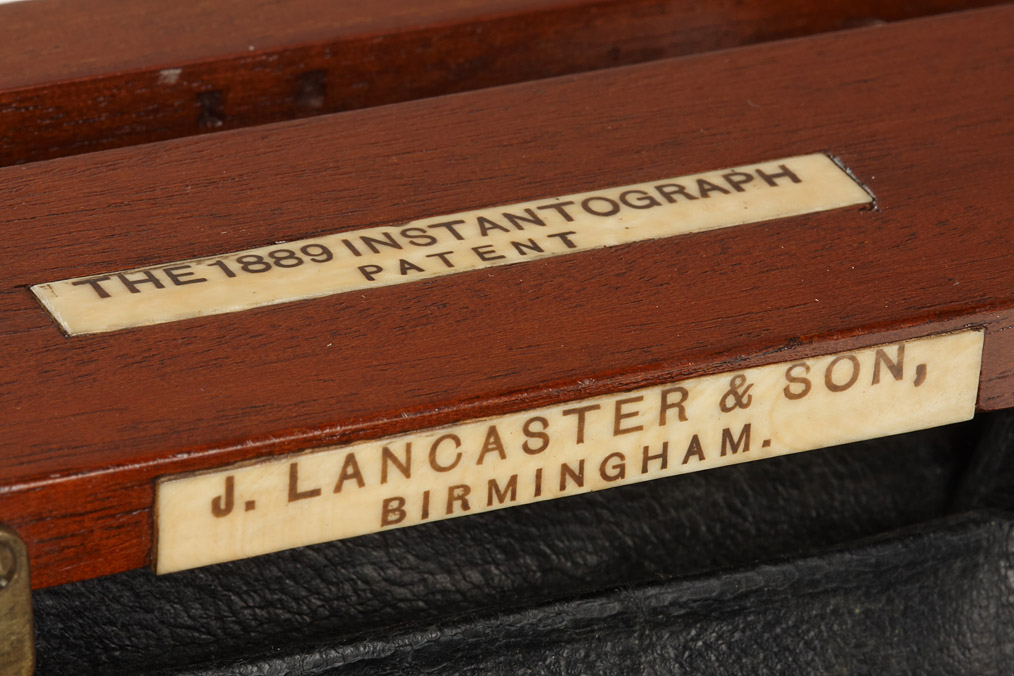 THE 1889 INSTANTOGRAPH
PATENT
J. LANCASTER & SON,
BIRMINGHAM.